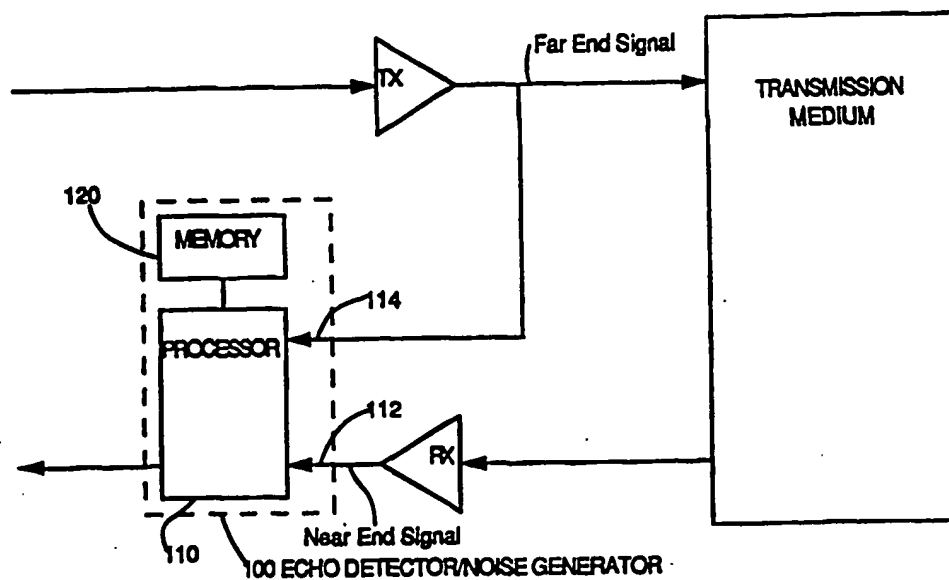 TX
Far End Signal
TRANSMISSION
MEDIUM
120
MEMORY
114
PROCESSOR
112
RX
Near End Signal
110
100 ECHO DETECTOR/NOISE GENERATOR